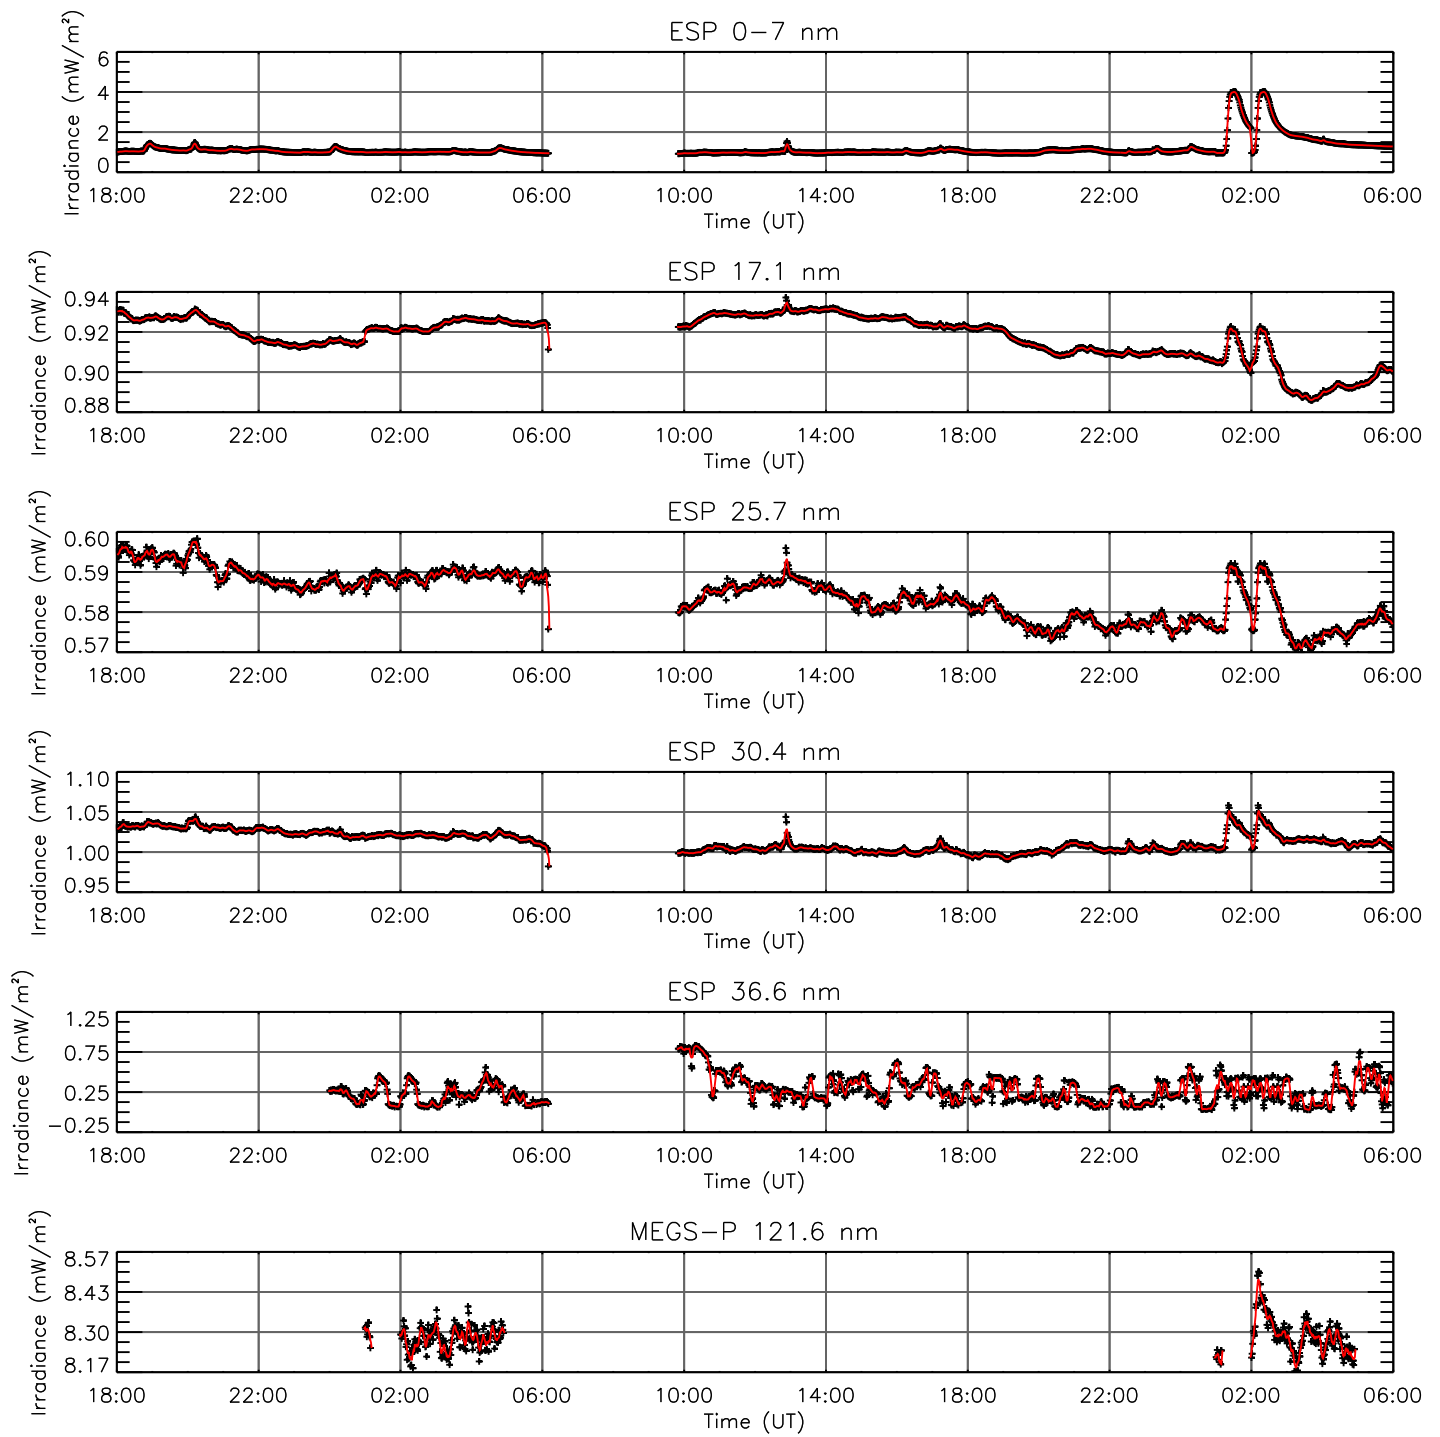 ESP 0−7 nm
Irradiance (mW/m²)
6
4
2
0
18:00 22:00 02:00 06:00 10:00 14:00 18:00 22:00 02:00 06:00
Time (UT)
ESP 17.1 nm
Irradiance (mW/m²)
0.94
0.92
0.90
0.88
18:00 22:00 02:00 06:00 10:00 14:00 18:00 22:00 02:00 06:00
Time (UT)
ESP 25.7 nm
Irradiance (mW/m²)
0.60
0.59
0.58
0.57
18:00 22:00 02:00 06:00 10:00 14:00 18:00 22:00 02:00 06:00
Time (UT)
ESP 30.4 nm
Irradiance (mW/m²)
1.10
1.05
1.00
0.95
18:00 22:00 02:00 06:00 10:00 14:00 18:00 22:00 02:00 06:00
Time (UT)
ESP 36.6 nm
Irradiance (mW/m²)
1.25
0.75
0.25
−0.25
18:00 22:00 02:00 06:00 10:00 14:00 18:00 22:00 02:00 06:00
Time (UT)
MEGS−P 121.6 nm
Irradiance (mW/m²)
8.57
8.43
8.30
8.17
18:00 22:00 02:00 06:00 10:00 14:00 18:00 22:00 02:00 06:00
Time (UT)